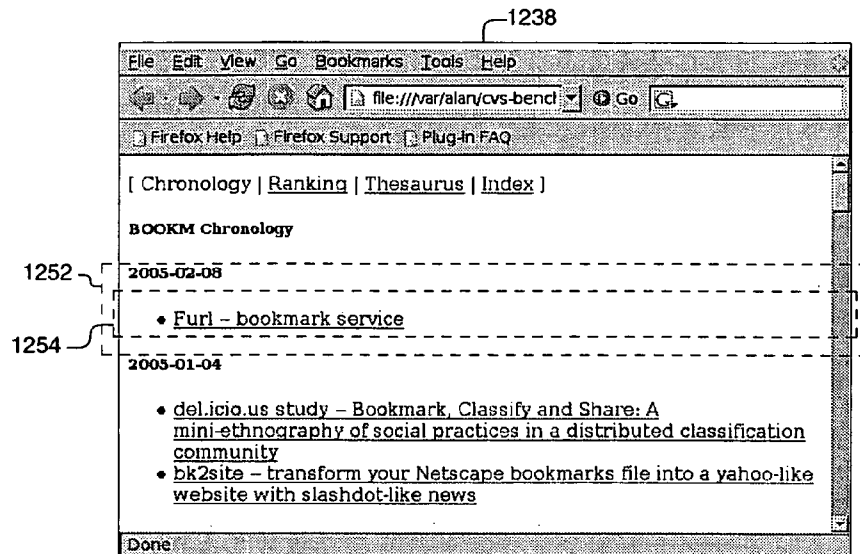 1238
File Edit View Go Bookmarks Tools Help
file:///var/alan/cvs-bencl Go G
Firefox Help Firefox Support Plug-in FAQ
[ Chronology | Ranking | Thesaurus | Index ]
BOOKM Chronology
1252
2005-02-08
• Furl – bookmark service
1254
2005-01-04
• del.icio.us study – Bookmark, Classify and Share: A
mini-ethnography of social practices in a distributed classification
community
• bk2site – transform your Netscape bookmarks file into a yahoo-like
website with slashdot-like news
Done